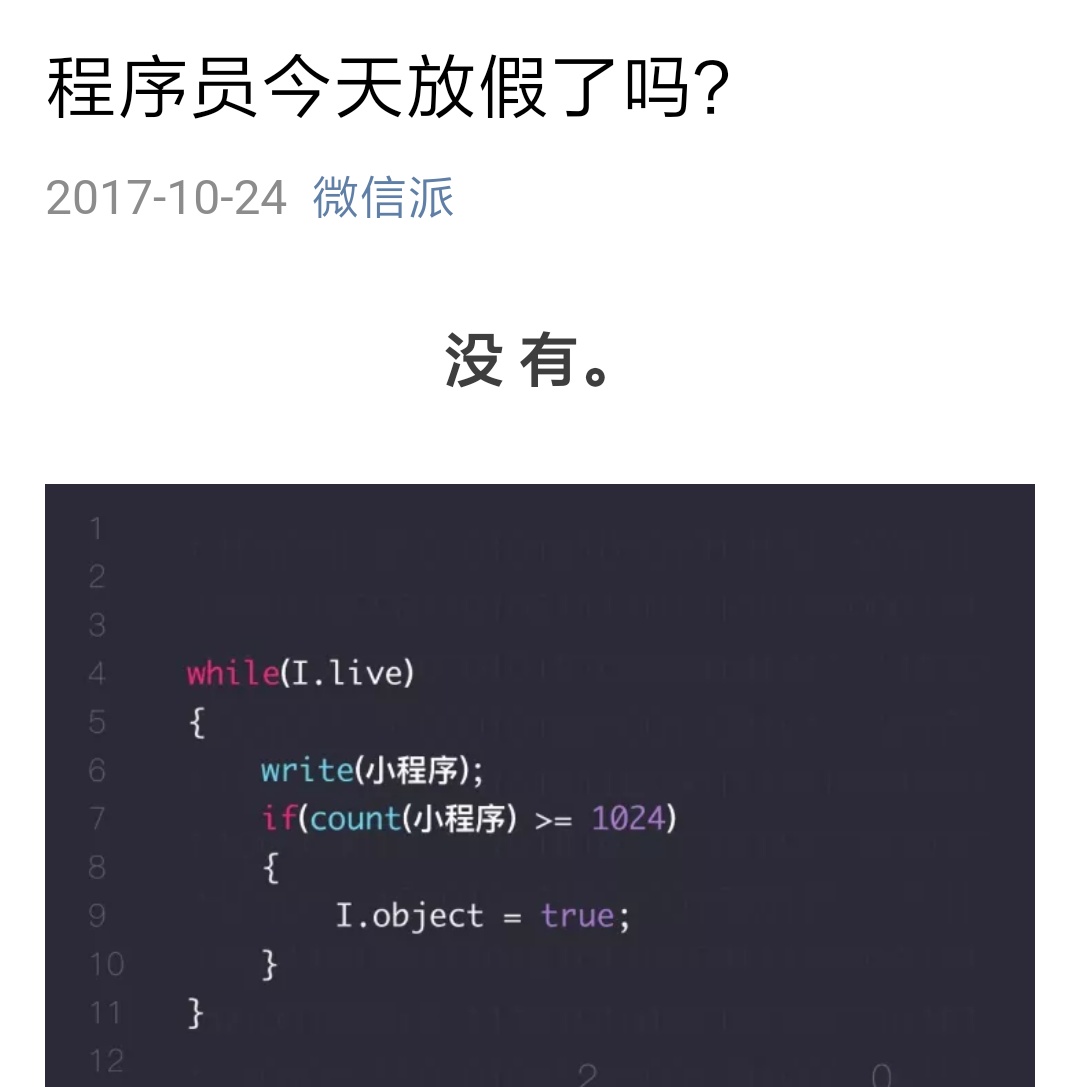 程序员今天放假了吗?
2017-10-24 微信派
没有。
1
2
3
4 while(I.live)
5 {
6 write(小程序);
7 if(count(小程序) >= 1024)
8 {
9 I.object = true;
10 }
11 }
12
2 0